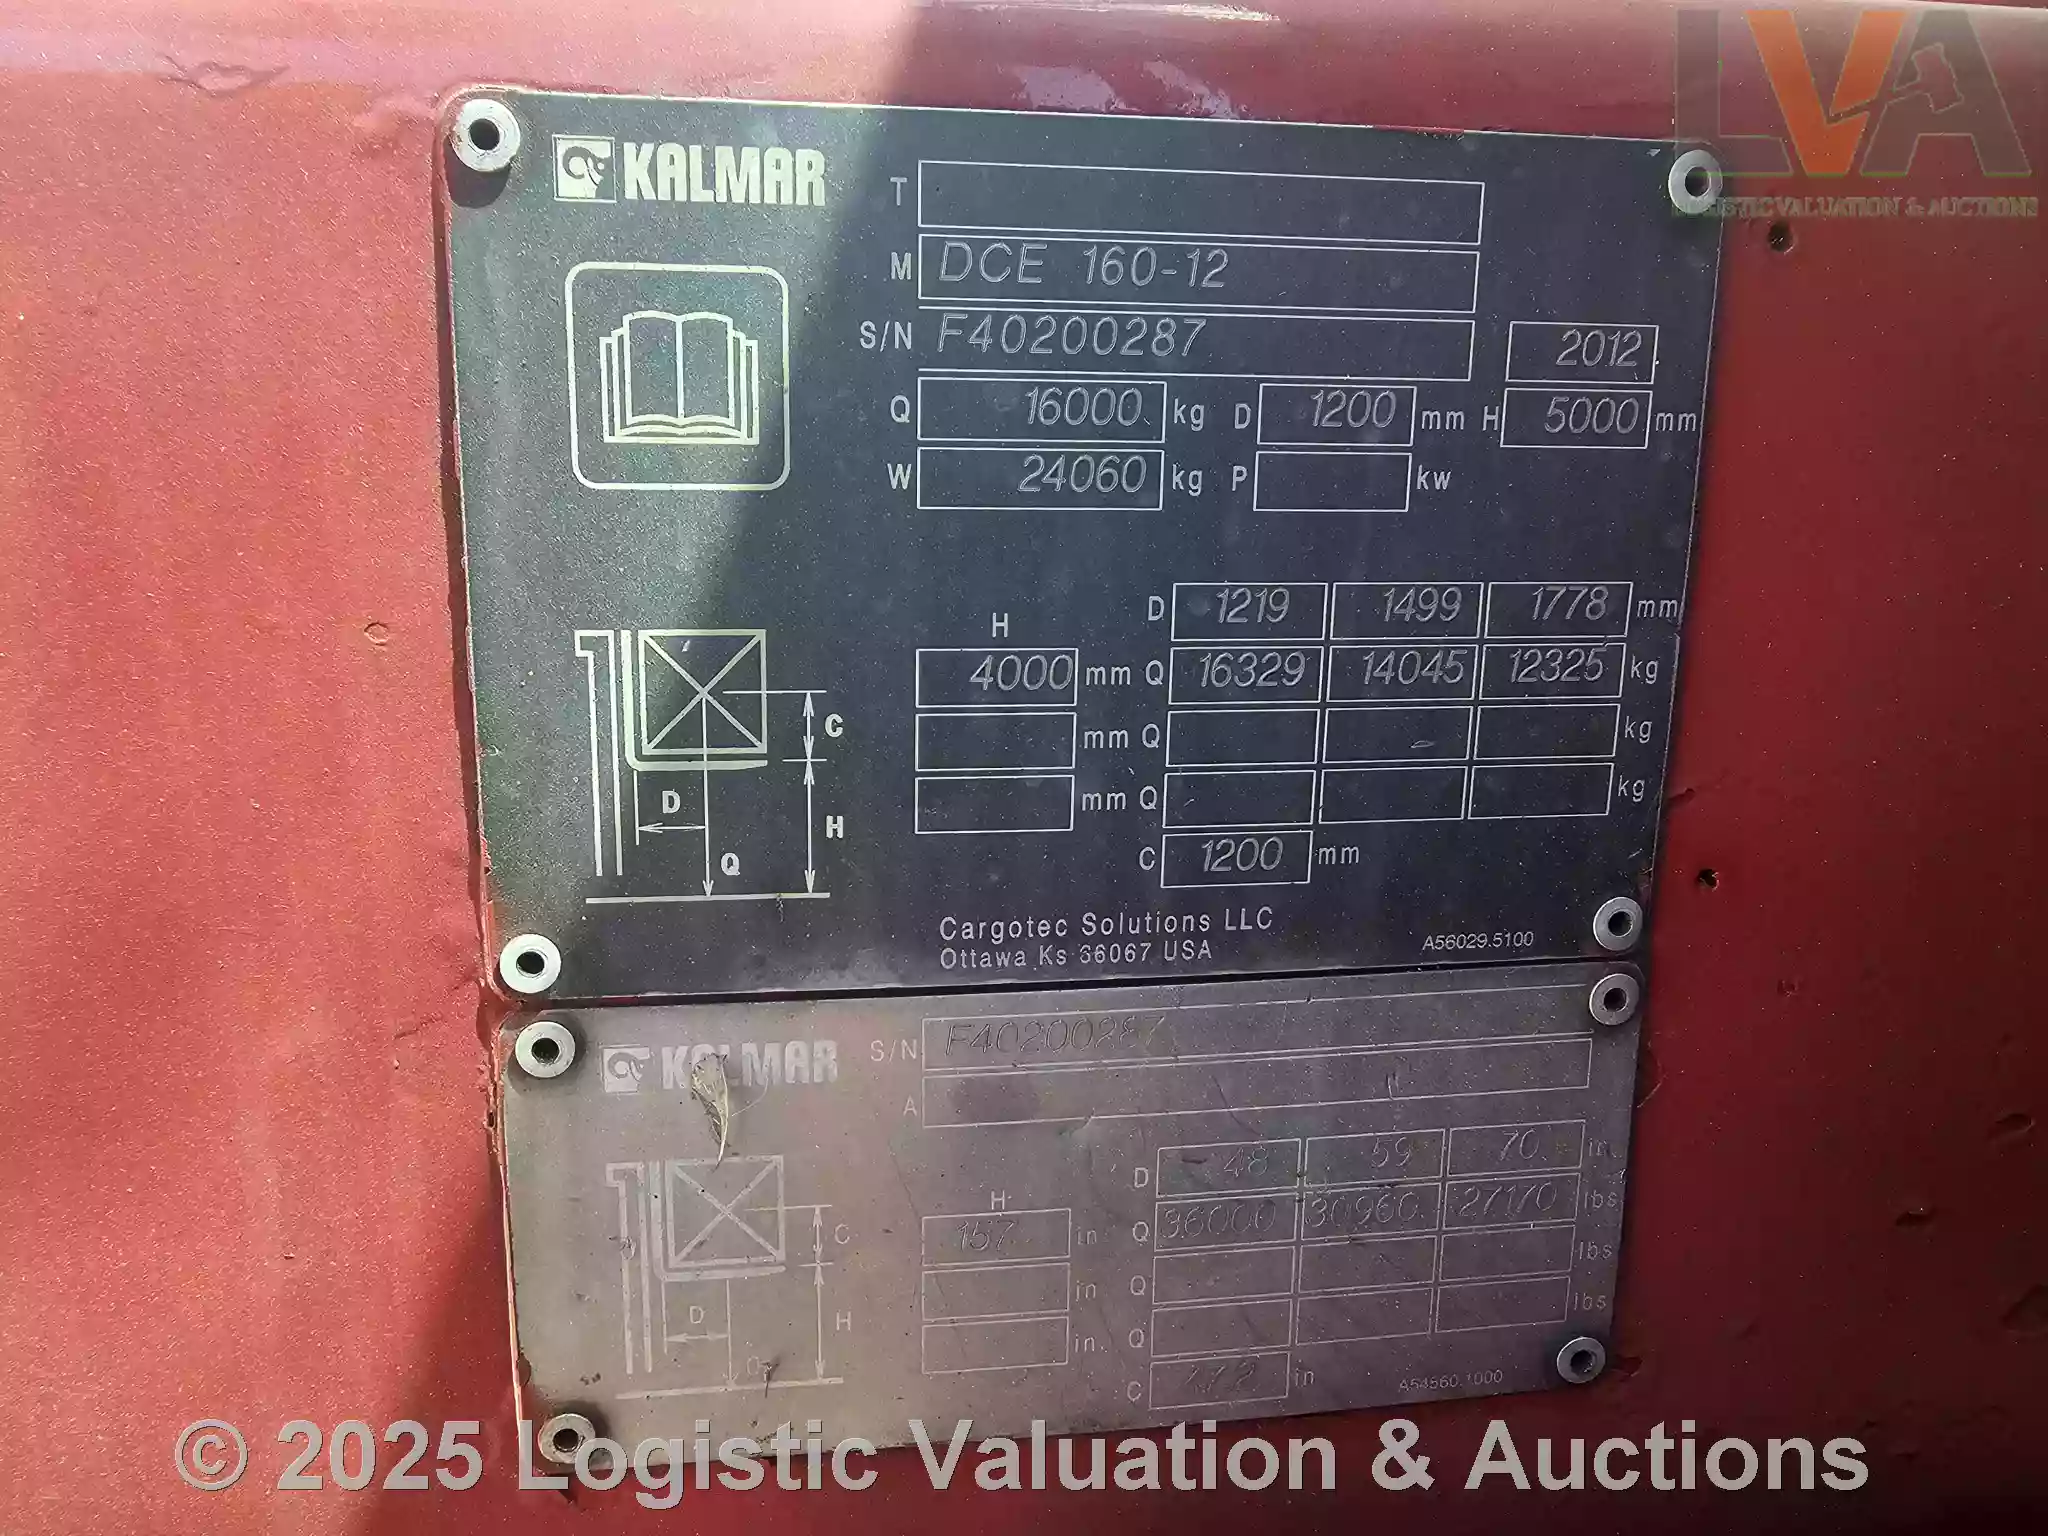 LVA
LOGISTIC VALUATION & AUCTIONS
KALMAR
T
M DCE 160-12
S/N F40200287 2012
Q 16000 kg D 1200 mm H 5000 mm
W 24060 kg P kw
D 1219 1499 1778 mm
H
4000 mm Q 16329 14045 12325 kg
mm Q kg
mm Q kg
C 1200 mm
C
D
H
Q
Cargotec Solutions LLC
Ottawa Ks 36067 USA
A56029.5100
KALMAR
S/N F40200287
A
D 48 59 70 in.
H
157 in Q 36000 30960 27170 lbs
in Q lbs
in. Q lbs
C 47.2 in
C
D
H
Q
A54560.1000
© 2025 Logistic Valuation & Auctions